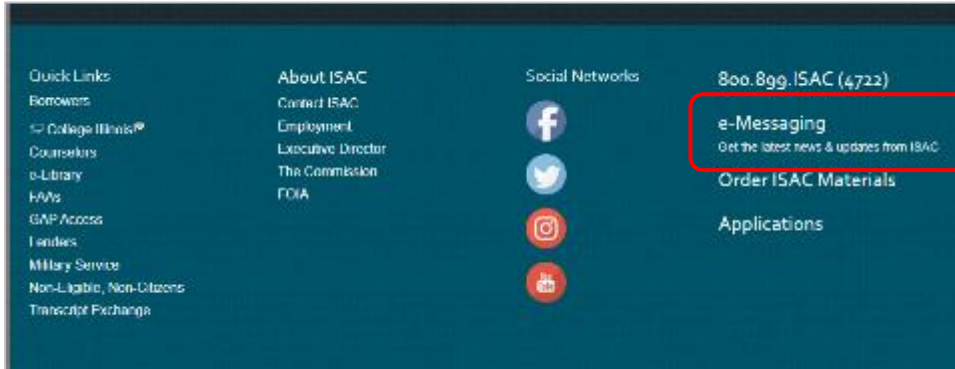 Quick Links
Borrowers
College Illinois
Counselors
e-Library
FAAs
GAP Access
Lenders
Military Service
Non-Eligible, Non-Citizens
Transcript Exchange
About ISAC
Contact ISAC
Employment
Executive Director
The Commission
FOIA
Social Networks
800.899.ISAC (4722)
e-Messaging
Get the latest news & updates from ISAC
Order ISAC Materials
Applications